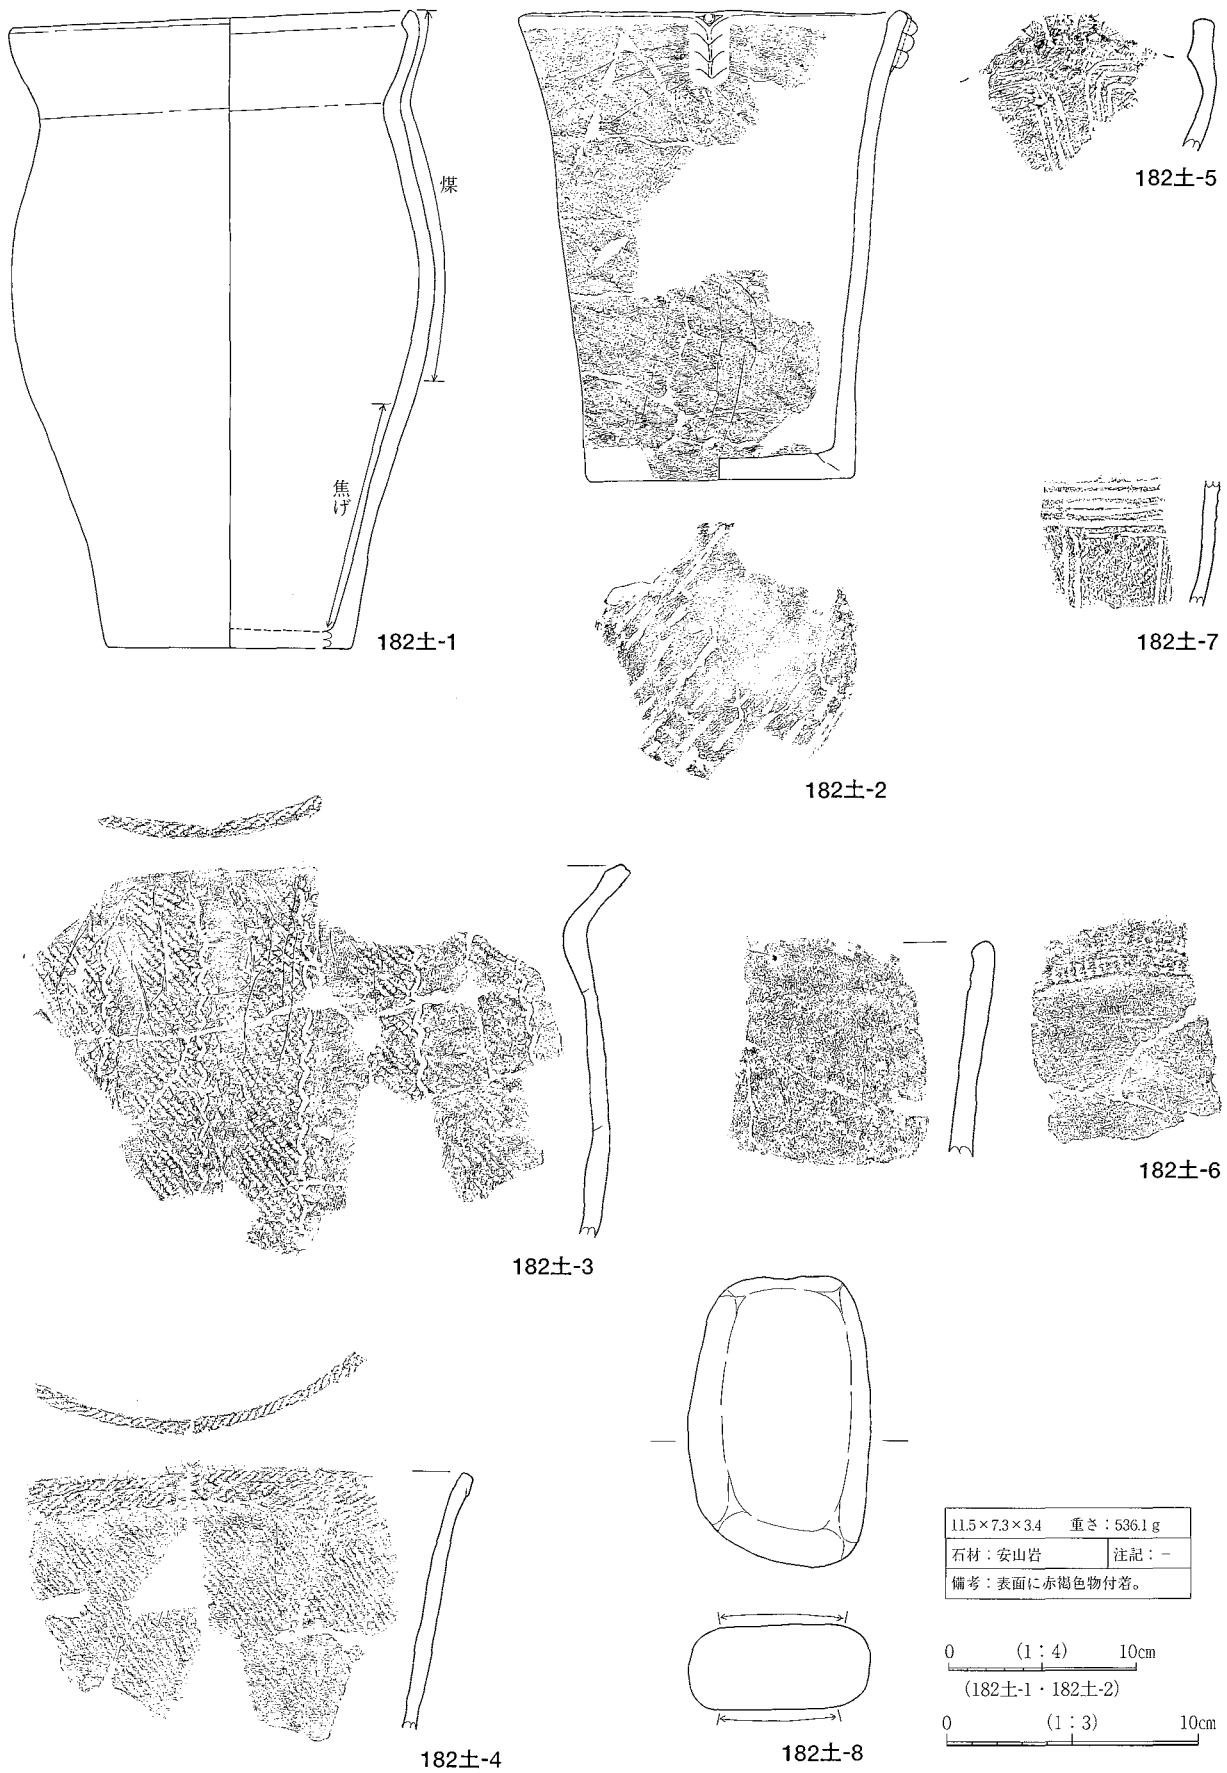 煤
焦げ
182土-1
182土-2
182土-5
182土-7
182土-3
182土-6
182土-4
182土-8
11.5×7.3×3.4 重さ：536.1 g
石材：安山岩 注記：−
備考：表面に赤褐色物付着。
0 (1：4) 10cm
(182土-1・182土-2)
0 (1：3) 10cm